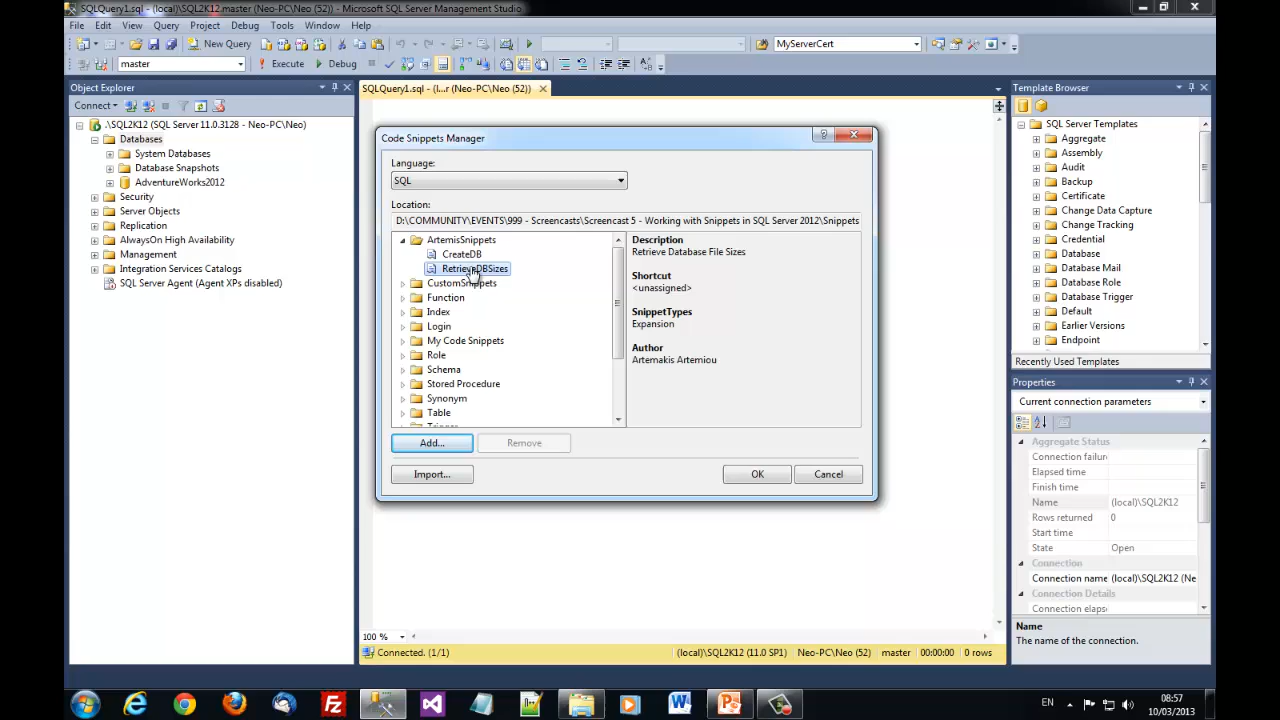 SQLQuery1.sql - (local)\SQL2K12.master (Neo-PC\Neo (52)) - Microsoft SQL Server Management Studio
File Edit View Query Project Debug Tools Window Help
New Query
MyServerCert
master
Execute
Debug
Object Explorer
Connect
.\SQL2K12 (SQL Server 11.0.3128 - Neo-PC\Neo)
Databases
System Databases
Database Snapshots
AdventureWorks2012
Security
Server Objects
Replication
AlwaysOn High Availability
Management
Integration Services Catalogs
SQL Server Agent (Agent XPs disabled)
SQLQuery1.sql - (l...r (Neo-PC\Neo (52))
Code Snippets Manager
Language:
SQL
Location:
D:\COMMUNITY\EVENTS\999 - Screencasts\Screencast 5 - Working with Snippets in SQL Server 2012\Snippets
ArtemisSnippets
CreateDB
RetrieveDBSizes
CustomSnippets
Function
Index
Login
My Code Snippets
Role
Schema
Stored Procedure
Synonym
Table
Description
Retrieve Database File Sizes
Shortcut
<unassigned>
SnippetTypes
Expansion
Author
Artemakis Artemiou
Add...
Remove
Import...
OK
Cancel
100 %
Connected. (1/1)
(local)\SQL2K12 (11.0 SP1)
Neo-PC\Neo (52)
master
00:00:00
0 rows
Template Browser
SQL Server Templates
Aggregate
Assembly
Audit
Backup
Certificate
Change Data Capture
Change Tracking
Credential
Database
Database Mail
Database Role
Database Trigger
Default
Earlier Versions
Endpoint
Recently Used Templates
Properties
Current connection parameters
Aggregate Status
Connection failur
Elapsed time
Finish time
Name (local)\SQL2K12
Rows returned 0
Start time
State Open
Connection
Connection name (local)\SQL2K12 (Ne
Connection Details
Connection elaps
Name
The name of the connection.
EN
08:57
10/03/2013